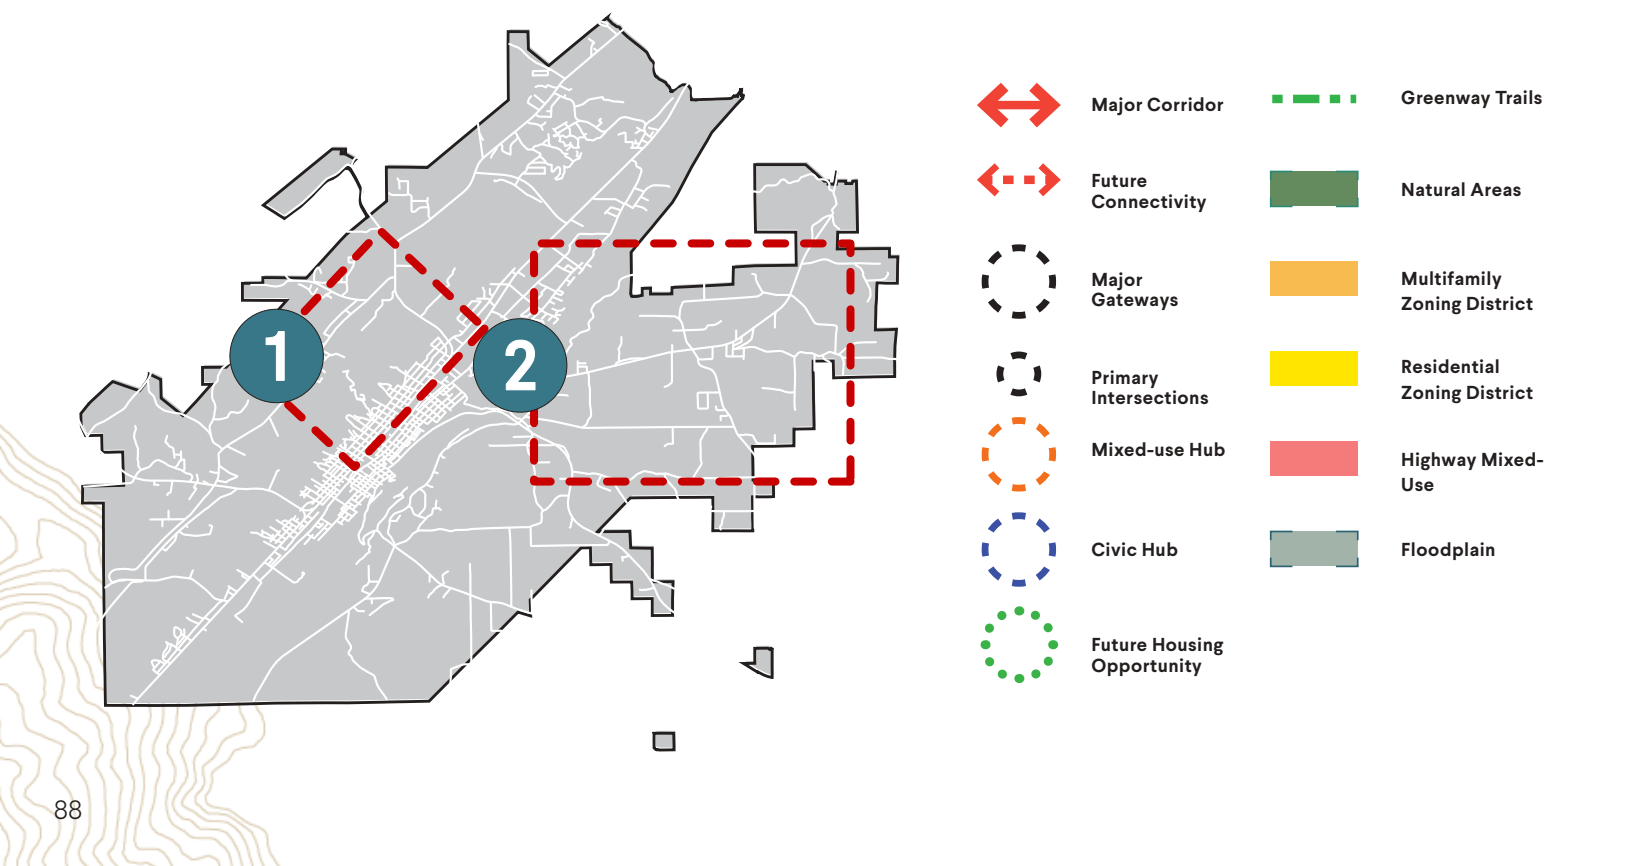 1
2
88
Major Corridor
Future
Connectivity
Major
Gateways
Primary
Intersections
Mixed-use Hub
Civic Hub
Future Housing
Opportunity
Greenway Trails
Natural Areas
Multifamily
Zoning District
Residential
Zoning District
Highway Mixed-
Use
Floodplain